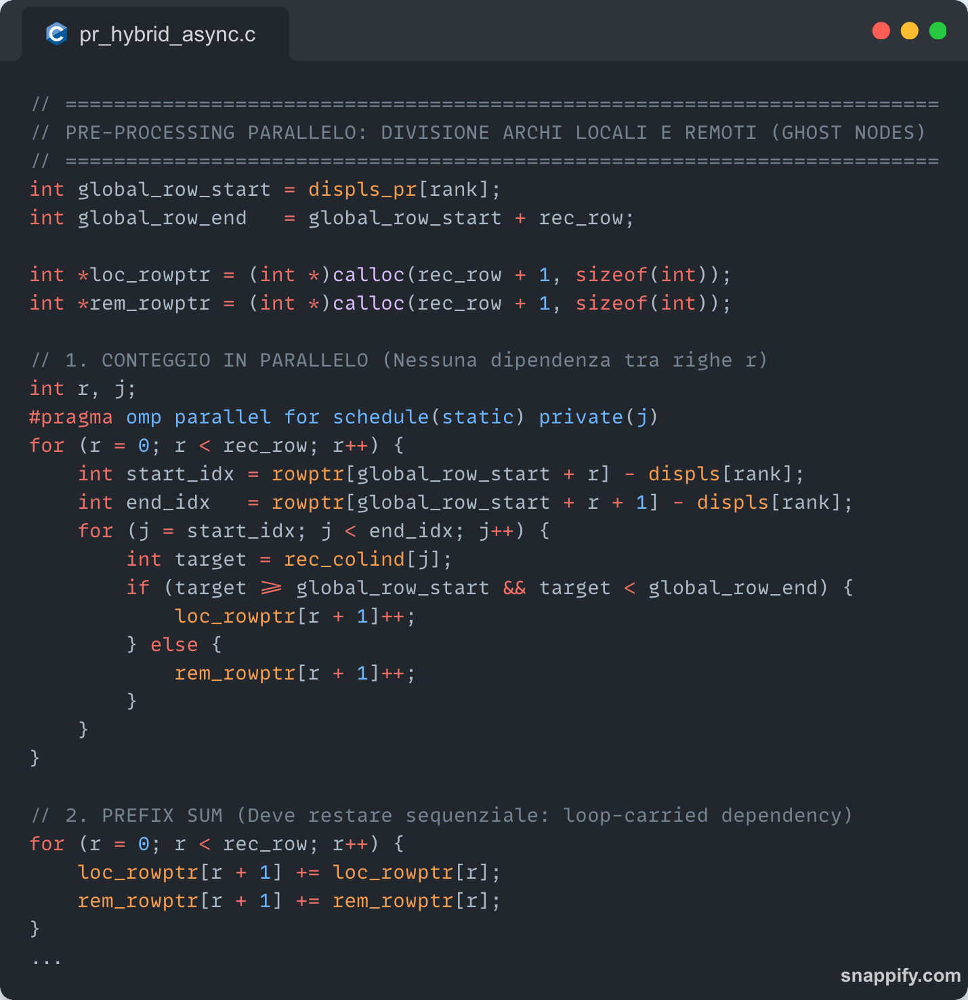 pr_hybrid_async.c
// ========================================================================
// PRE-PROCESSING PARALLELO: DIVISIONE ARCHI LOCALI E REMOTI (GHOST NODES)
// ========================================================================
int global_row_start = displs_pr[rank];
int global_row_end   = global_row_start + rec_row;

int *loc_rowptr = (int *)calloc(rec_row + 1, sizeof(int));
int *rem_rowptr = (int *)calloc(rec_row + 1, sizeof(int));

// 1. CONTEGGIO IN PARALLELO (Nessuna dipendenza tra righe r)
int r, j;
#pragma omp parallel for schedule(static) private(j)
for (r = 0; r < rec_row; r++) {
    int start_idx = rowptr[global_row_start + r] - displs[rank];
    int end_idx   = rowptr[global_row_start + r + 1] - displs[rank];
    for (j = start_idx; j < end_idx; j++) {
        int target = rec_colind[j];
        if (target >= global_row_start && target < global_row_end) {
            loc_rowptr[r + 1]++;
        } else {
            rem_rowptr[r + 1]++;
        }
    }
}

// 2. PREFIX SUM (Deve restare sequenziale: loop-carried dependency)
for (r = 0; r < rec_row; r++) {
    loc_rowptr[r + 1] += loc_rowptr[r];
    rem_rowptr[r + 1] += rem_rowptr[r];
}
...
snappify.com